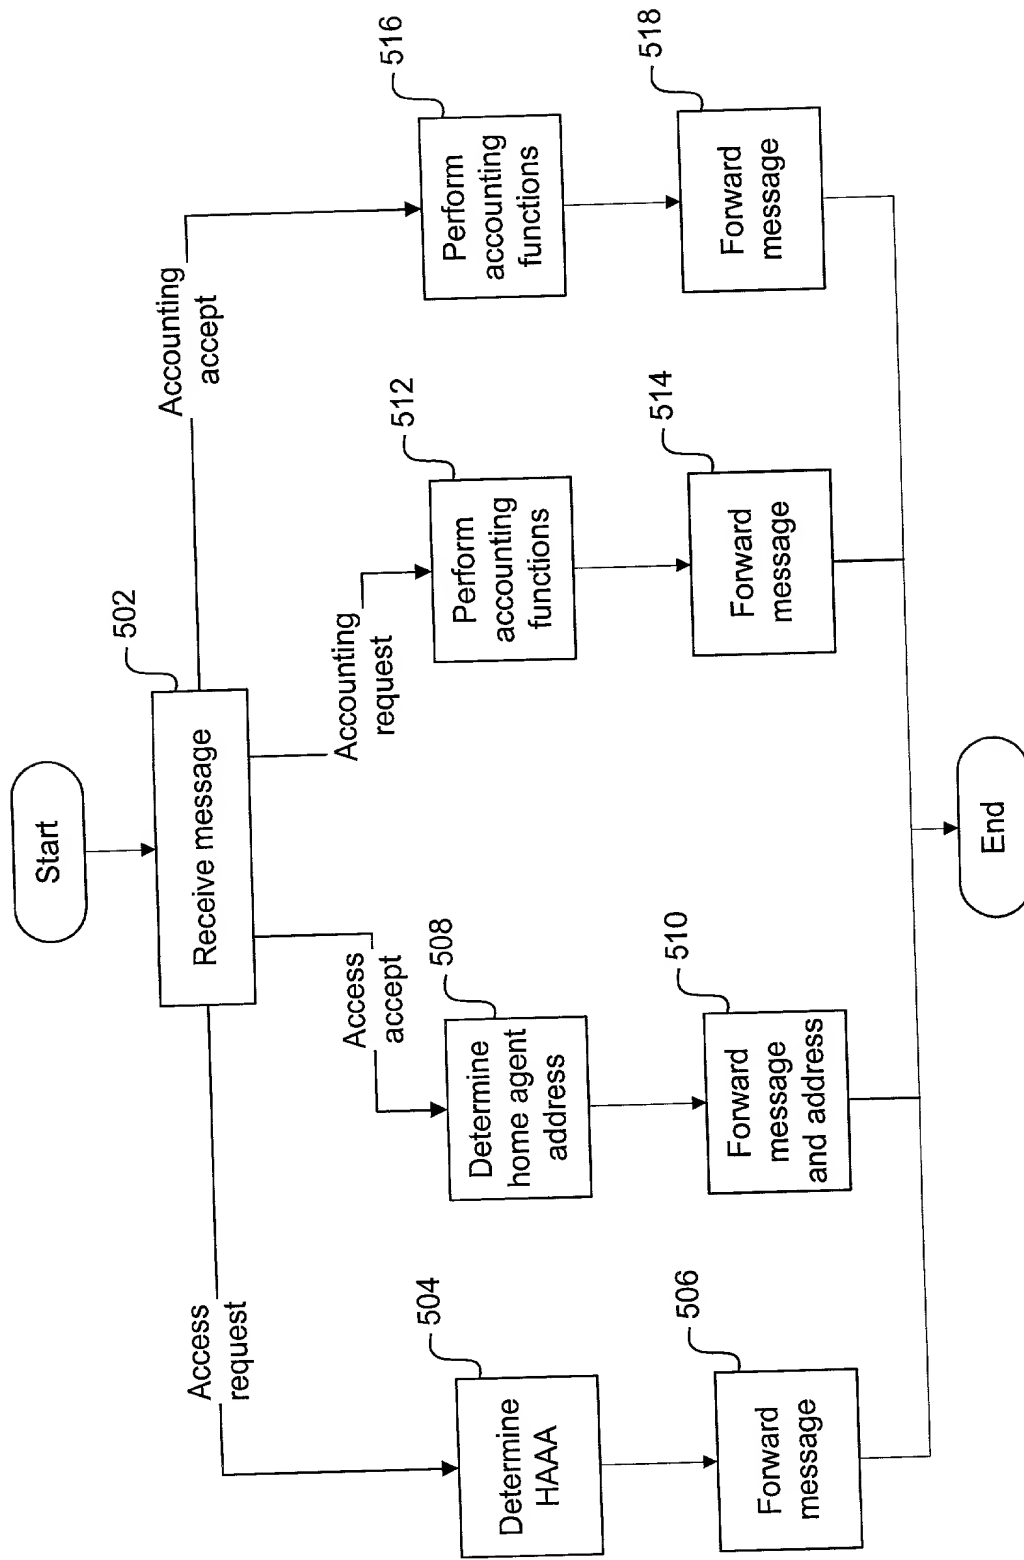 Start
502
Receive message
Access
request
Access
accept
Accounting
request
Accounting
accept
504
Determine
HAAA
508
Determine
home agent
address
512
Perform
accounting
functions
516
Perform
accounting
functions
506
Forward
message
510
Forward
message
and address
514
Forward
message
518
Forward
message
End